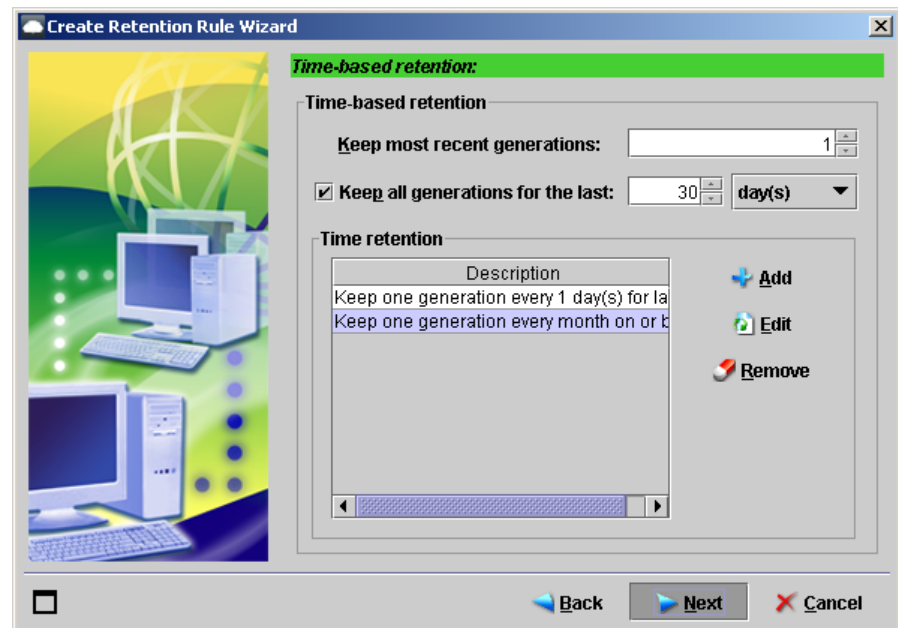 Create Retention Rule Wizard
Time-based retention:
Time-based retention
Keep most recent generations: 1
Keep all generations for the last: 30 day(s)
Time retention
Description
Keep one generation every 1 day(s) for la
Keep one generation every month on or b
Add
Edit
Remove
Back Next Cancel